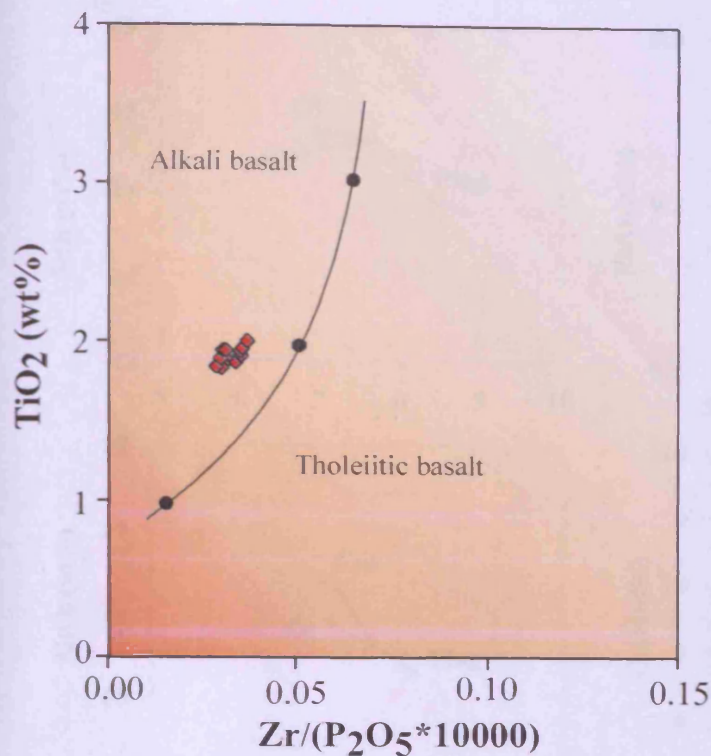 4
Alkali basalt
3
TiO2 (wt%)
2
Tholeiitic basalt
1
0
0.00 0.05 0.10 0.15
Zr/(P2O5*10000)